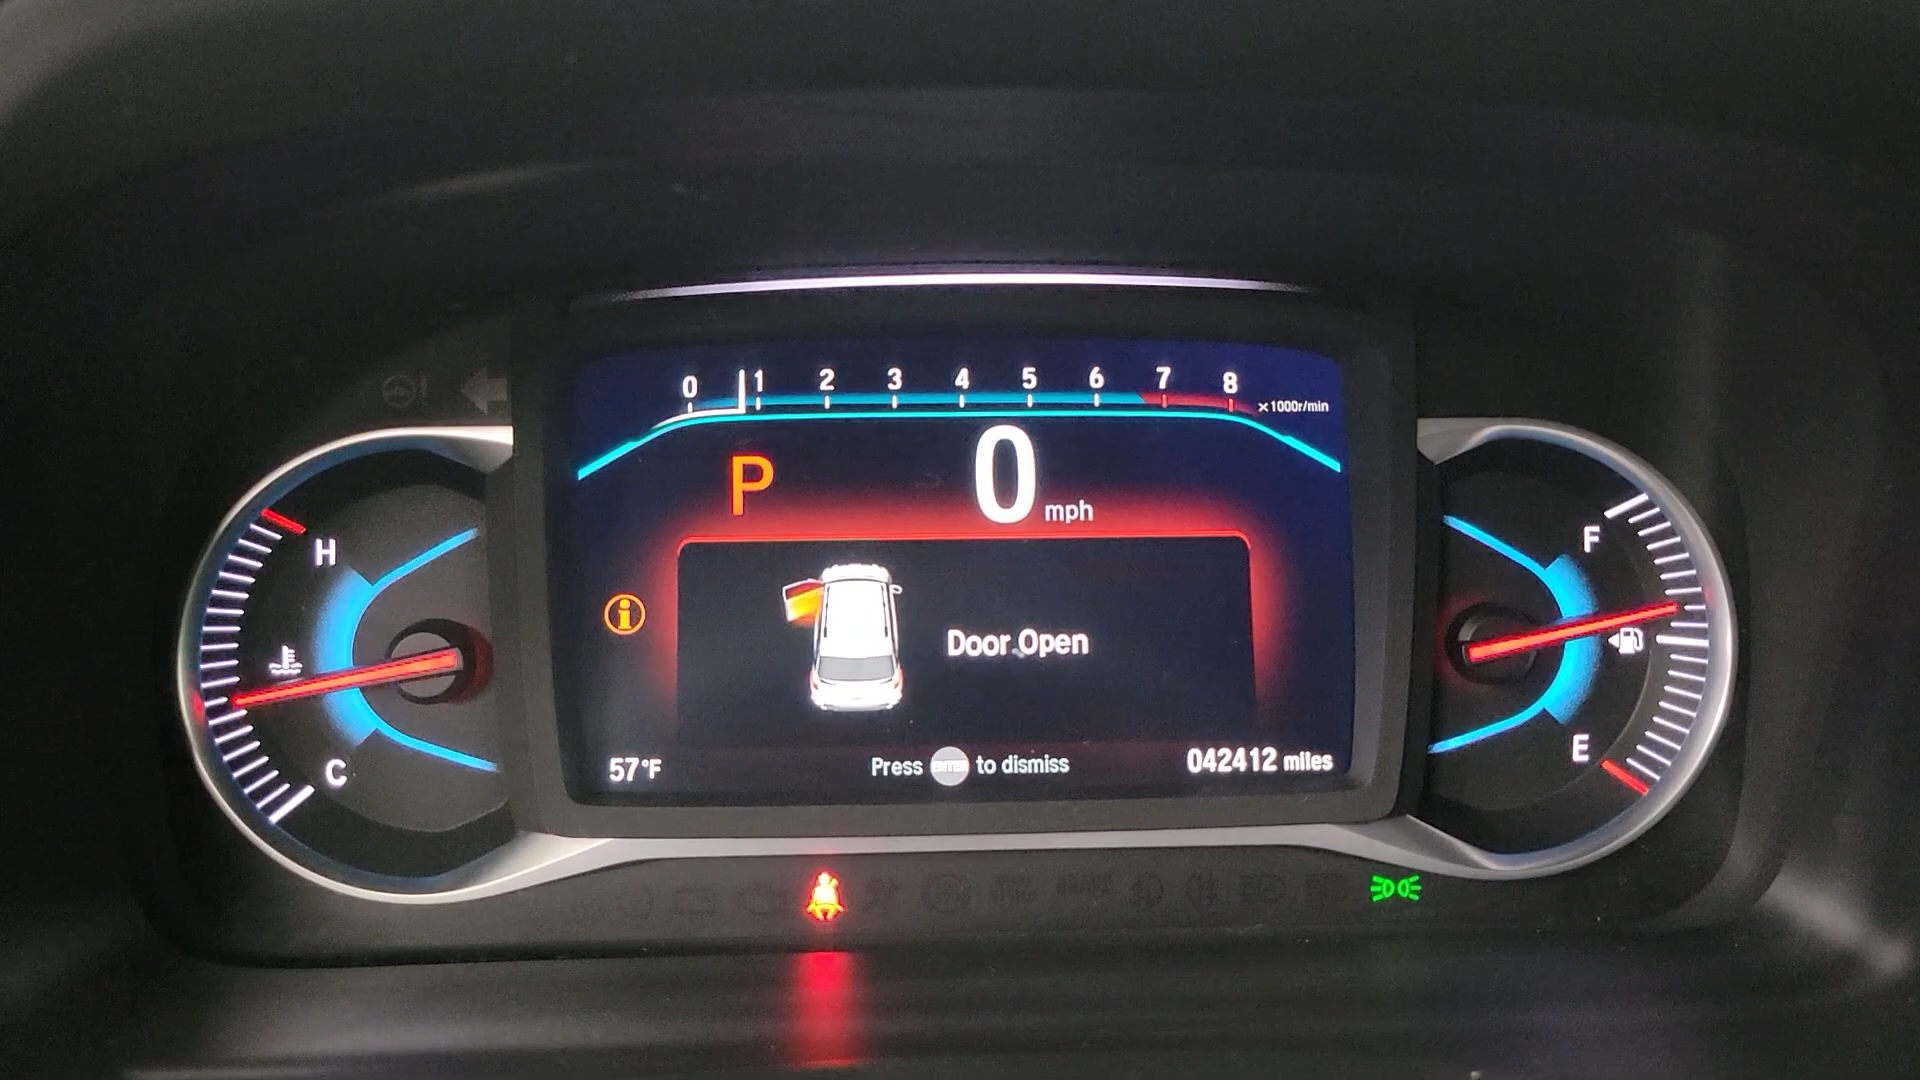 0 1 2 3 4 5 6 7 8
x1000r/min
P
0 mph
H
C
F
E
Door Open
57°F
Press ENTER to dismiss
042412 miles